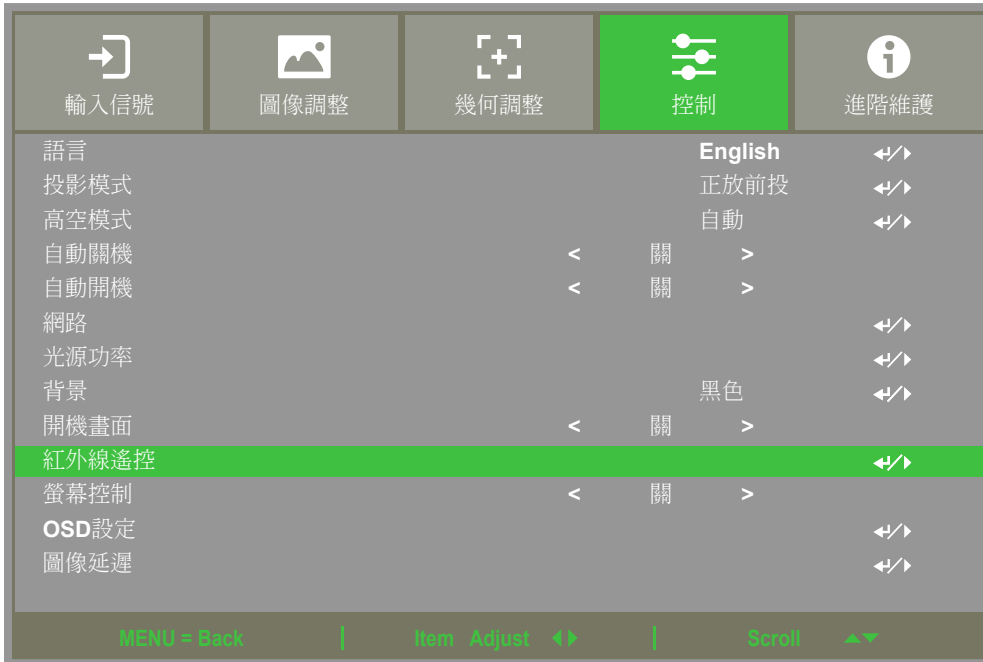 輸入信號 圖像調整 幾何調整 控制 進階維護
語言 English
投影模式 正放前投
高空模式 自動
自動關機 < 關 >
自動開機 < 關 >
網路
光源功率
背景 黑色
開機畫面 < 關 >
紅外線遙控
螢幕控制 < 關 >
OSD設定
圖像延遲
MENU = Back | Item Adjust | Scroll